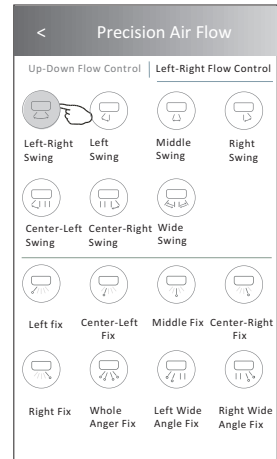 < Precision Air Flow
Up-Down Flow Control Left-Right Flow Control
Left-Right Swing
Left Swing
Middle Swing
Right Swing
Center-Left Swing
Center-Right Swing
Wide Swing
Left fix
Center-Left Fix
Middle Fix
Center-Right Fix
Right Fix
Whole Anger Fix
Left Wide Angle Fix
Right Wide Angle Fix